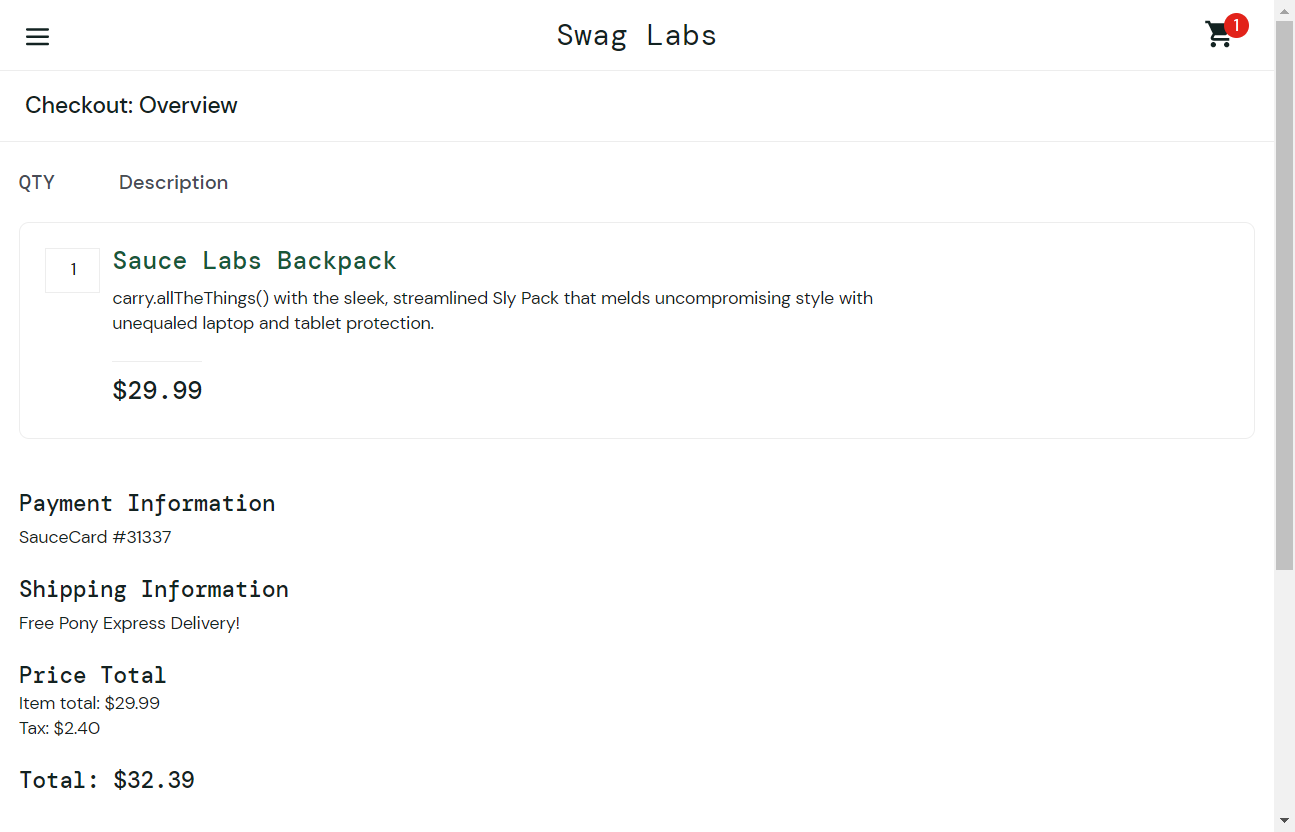 Swag Labs
1
Checkout: Overview
QTY Description
1
Sauce Labs Backpack
carry.allTheThings() with the sleek, streamlined Sly Pack that melds uncompromising style with
unequaled laptop and tablet protection.
$29.99
Payment Information
SauceCard #31337
Shipping Information
Free Pony Express Delivery!
Price Total
Item total: $29.99
Tax: $2.40
Total: $32.39